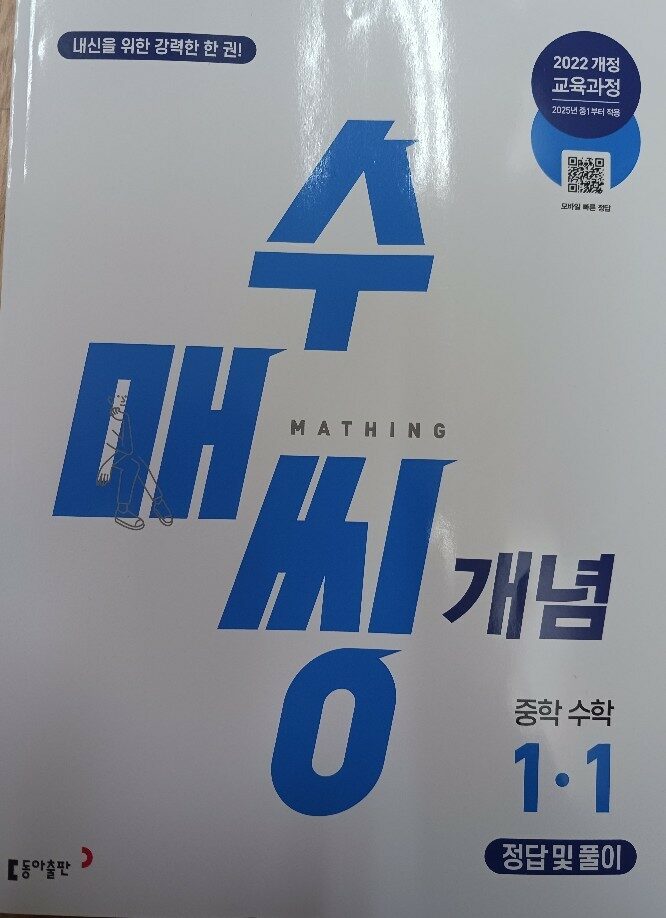 내신을 위한 강력한 한 권!
2022 개정
교육과정
2025년 중1부터 적용
모바일 빠른 정답
수
매
MATHING
씽
개념
중학 수학
1·1
정답 및 풀이
동아출판